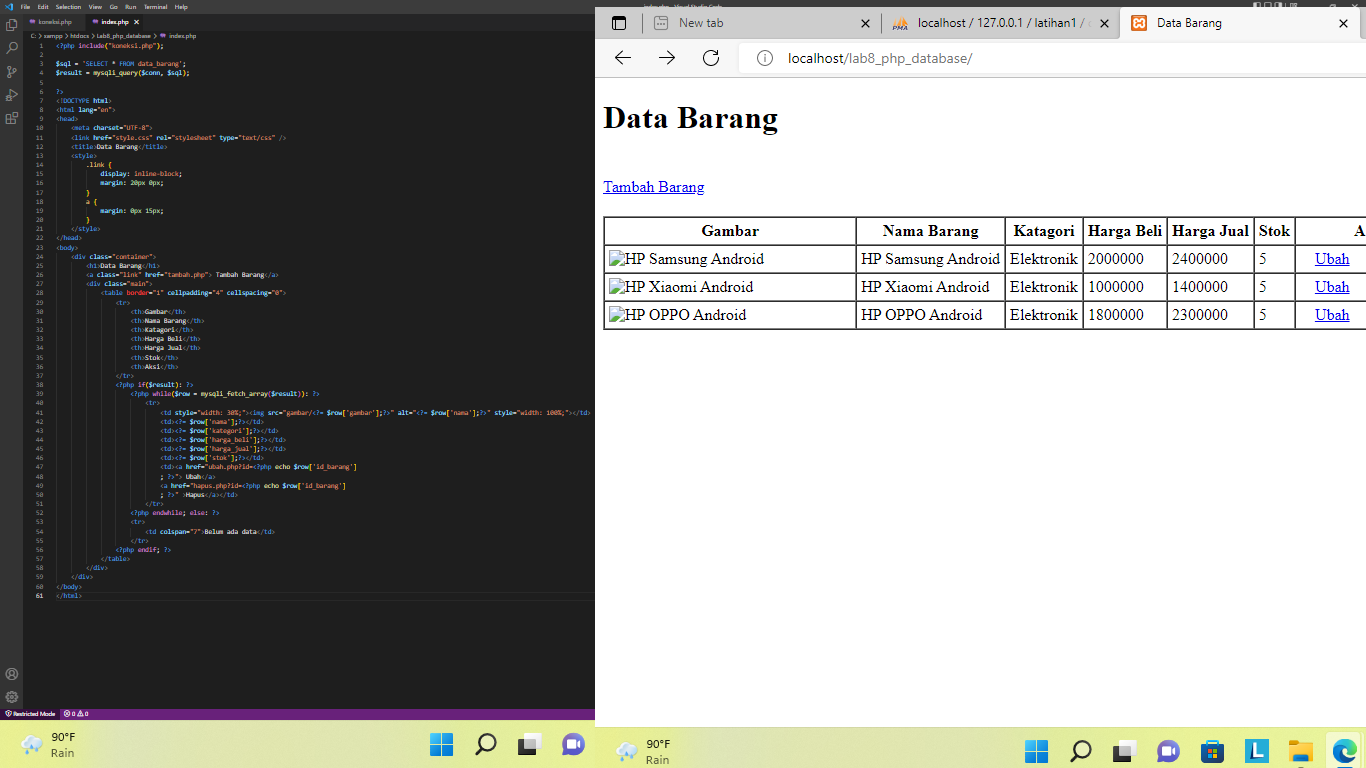 File Edit Selection View Go Run Terminal Help
koneksi.php index.php
C: > xampp > htdocs > Lab8_php_database > index.php
1 <?php include("koneksi.php");
2
3 $sql = 'SELECT * FROM data_barang';
4 $result = mysqli_query($conn, $sql);
5
6 ?>
7 <!DOCTYPE html>
8 <html lang="en">
9 <head>
10 <meta charset="UTF-8">
11 <link href="style.css" rel="stylesheet" type="text/css" />
12 <title>Data Barang</title>
13 <style>
14 .link {
15 display: inline-block;
16 margin: 20px 0px;
17 }
18 a {
19 margin: 0px 15px;
20 }
21 </style>
22 </head>
23 <body>
24 <div class="container">
25 <h1>Data Barang</h1>
26 <a class="link" href="tambah.php"> Tambah Barang</a>
27 <div class="main">
28 <table border="1" cellpadding="4" cellspacing="0">
29 <tr>
30 <th>Gambar</th>
31 <th>Nama Barang</th>
32 <th>Katagori</th>
33 <th>Harga Beli</th>
34 <th>Harga Jual</th>
35 <th>Stok</th>
36 <th>Aksi</th>
37 </tr>
38 <?php if($result): ?>
39 <?php while($row = mysqli_fetch_array($result)): ?>
40 <tr>
41 <td style="width: 30%;"><img src="gambar/<?= $row['gambar'];?>" alt="<?= $row['nama'];?>" style="width: 100%;"></td>
42 <td><?= $row['nama'];?></td>
43 <td><?= $row['kategori'];?></td>
44 <td><?= $row['harga_beli'];?></td>
45 <td><?= $row['harga_jual'];?></td>
46 <td><?= $row['stok'];?></td>
47 <td><a href="ubah.php?id=<?php echo $row['id_barang']
48 ; ?>"> Ubah</a>
49 <a href="hapus.php?id=<?php echo $row['id_barang']
50 ; ?>" >Hapus</a></td>
51 </tr>
52 <?php endwhile; else: ?>
53 <tr>
54 <td colspan="7">Belum ada data</td>
55 </tr>
56 <?php endif; ?>
57 </table>
58 </div>
59 </div>
60 </body>
61 </html>
Restricted Mode 0 0
90°F
Rain
New tab localhost / 127.0.0.1 / latihan1 / Data Barang
PMA
localhost/lab8_php_database/
Data Barang
Tambah Barang
Gambar Nama Barang Katagori Harga Beli Harga Jual Stok A
HP Samsung Android HP Samsung Android Elektronik 2000000 2400000 5 Ubah
HP Xiaomi Android HP Xiaomi Android Elektronik 1000000 1400000 5 Ubah
HP OPPO Android HP OPPO Android Elektronik 1800000 2300000 5 Ubah
90°F
Rain
L